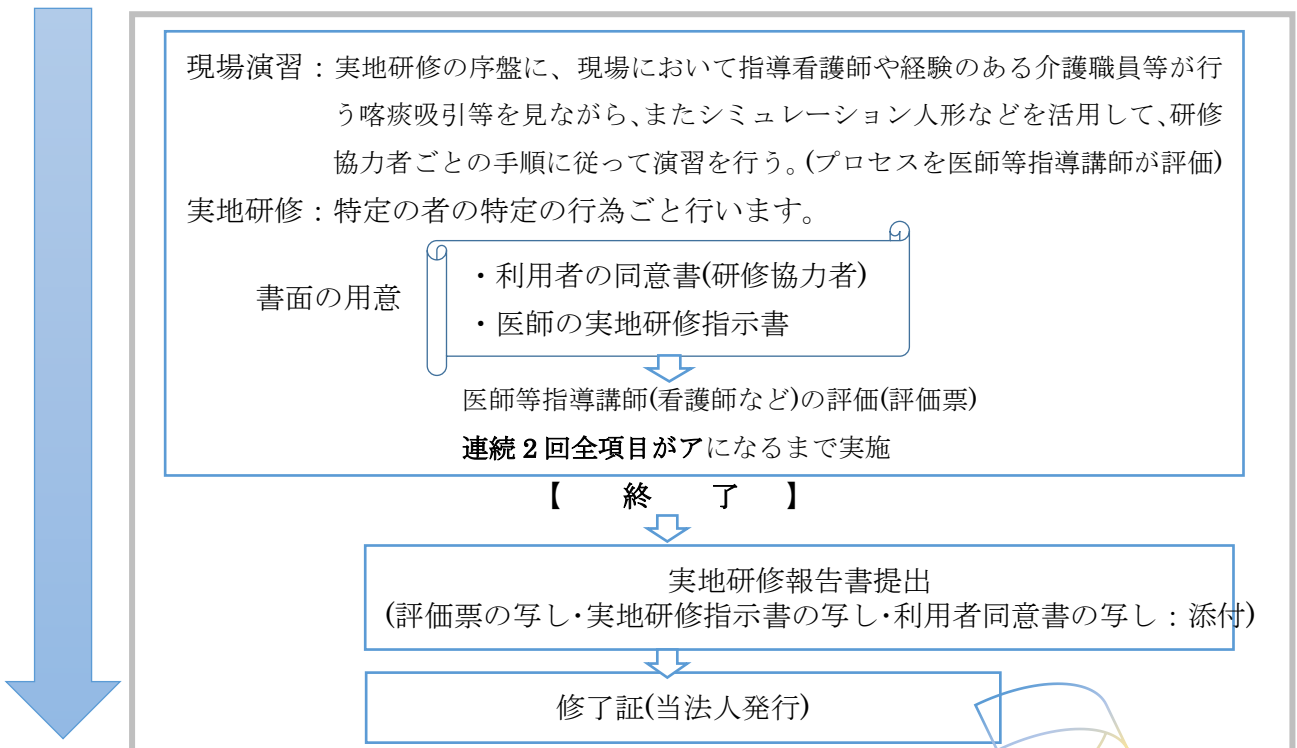 現場演習：実地研修の序盤に、現場において指導看護師や経験のある介護職員等が行
う喀痰吸引等を見ながら、またシミュレーション人形などを活用して、研修
協力者ごとの手順に従って演習を行う。(プロセスを医師等指導講師が評価)
実地研修：特定の者の特定の行為ごと行います。
書面の用意
・利用者の同意書(研修協力者)
・医師の実地研修指示書
医師等指導講師(看護師など)の評価(評価票)
連続２回全項目がアになるまで実施
【　終　了　】
実地研修報告書提出
(評価票の写し・実地研修指示書の写し・利用者同意書の写し：添付)
修了証(当法人発行)